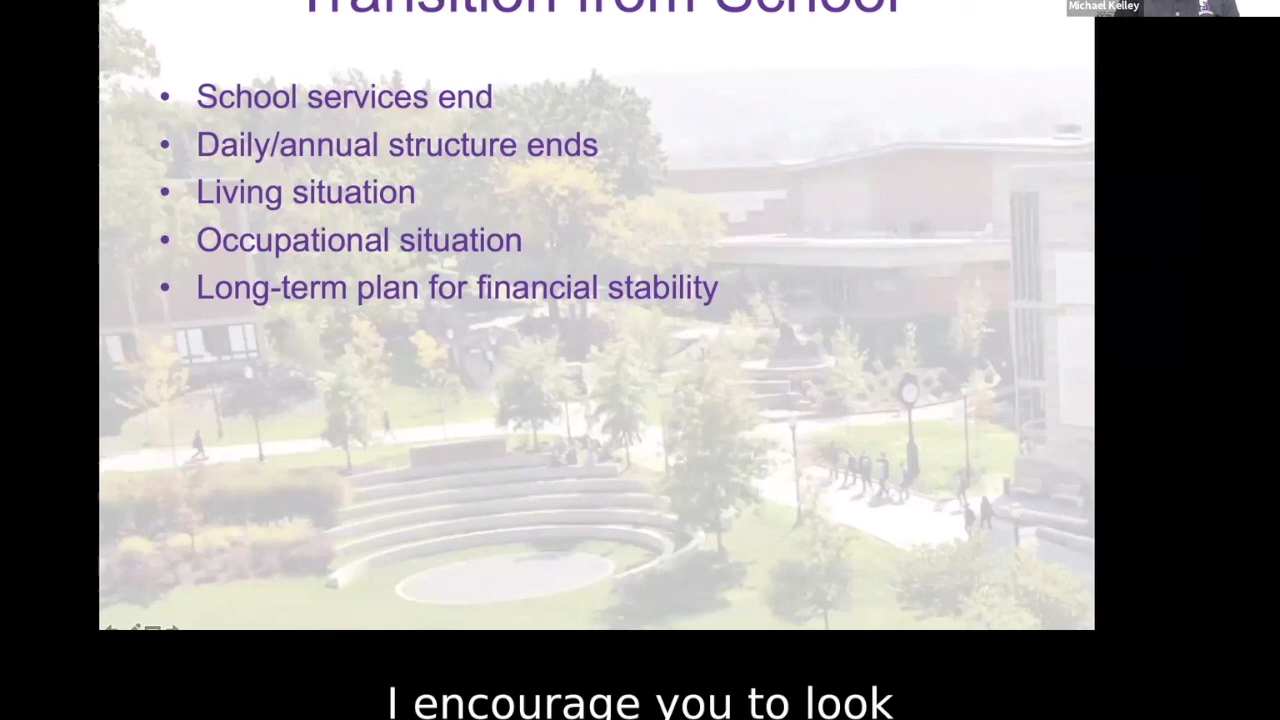 Transition from School
Michael Kelley
• School services end
• Daily/annual structure ends
• Living situation
• Occupational situation
• Long-term plan for financial stability
I encourage you to look